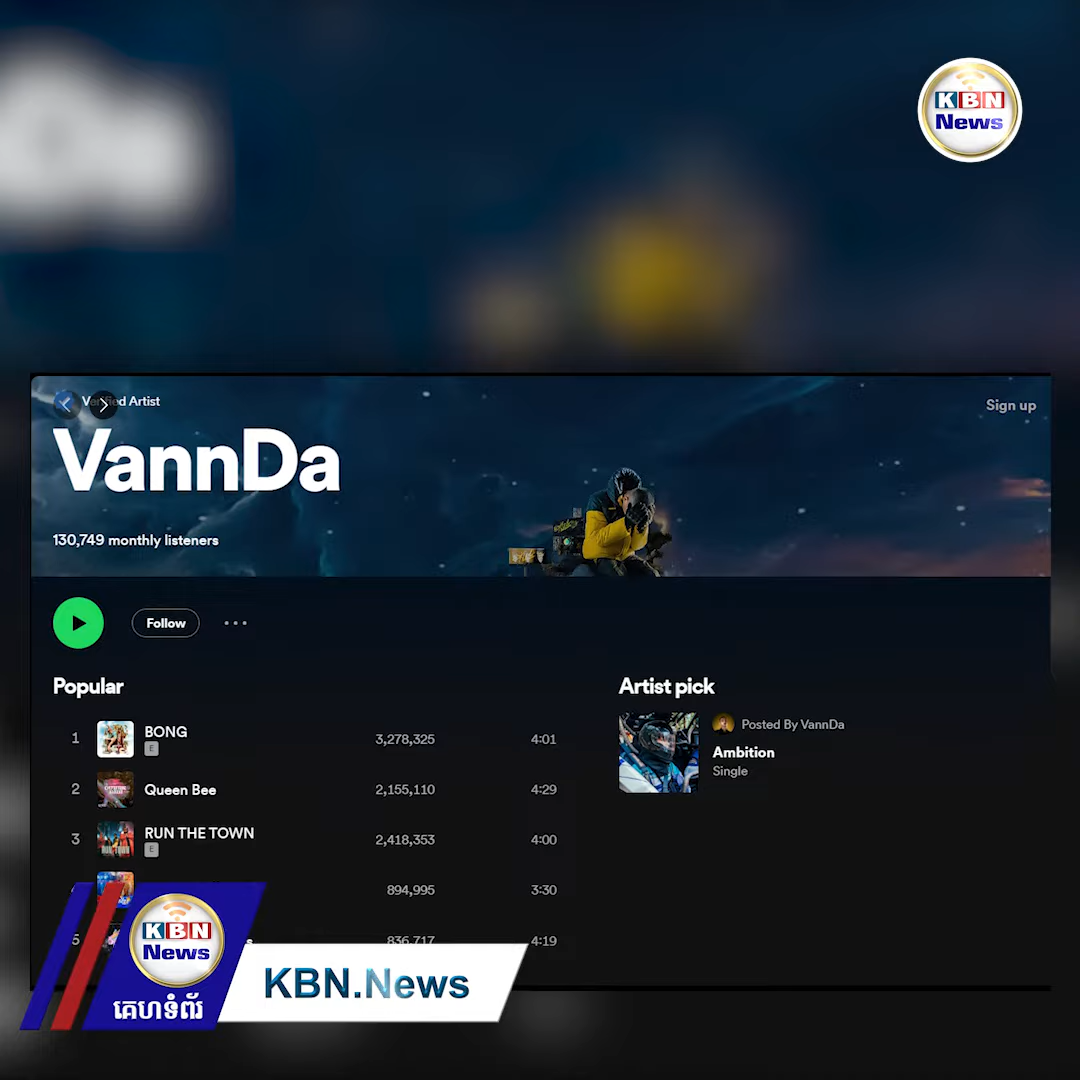 KBN
News
Verified Artist
Sign up
VannDa
130,749 monthly listeners
Follow
Popular
Artist pick
1 BONG 3,278,325 4:01
E
Posted By VannDa
Ambition
Single
2 Queen Bee 2,155,110 4:29
3 RUN THE TOWN 2,418,353 4:00
E
894,995 3:30
5 836,717 4:19
KBN
News
គេហទំព័រ
KBN.News